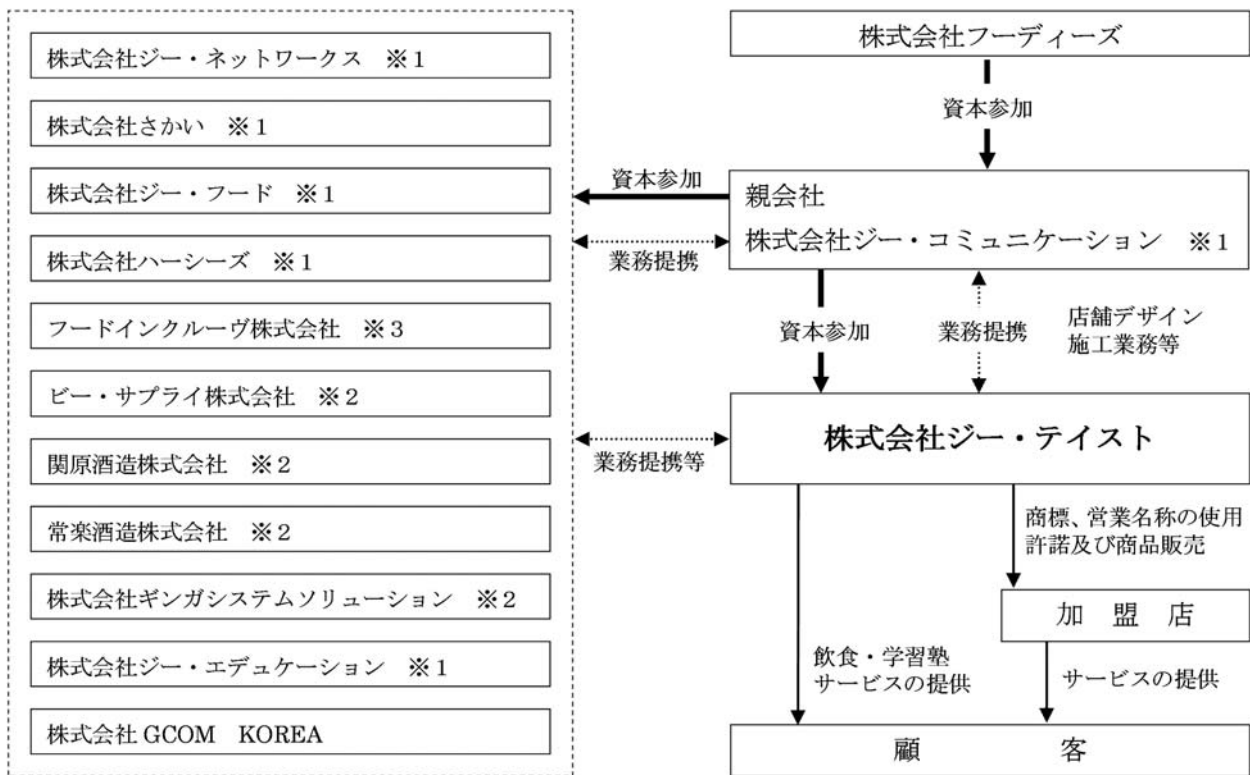 株式会社ジー・ネットワークス　※１
株式会社さかい　※１
株式会社ジー・フード　※１
株式会社ハーシーズ　※１
フードインクルーヴ株式会社　※３
ビー・サプライ株式会社　※２
関原酒造株式会社　※２
常楽酒造株式会社　※２
株式会社ギンガシステムソリューション　※２
株式会社ジー・エデュケーション　※１
株式会社 GCOM　KOREA
株式会社フーディーズ
資本参加
資本参加
親会社
株式会社ジー・コミュニケーション　※１
業務提携
資本参加
業務提携
店舗デザイン
施工業務等
株式会社ジー・テイスト
業務提携等
商標、営業名称の使用
許諾及び商品販売
加　盟　店
飲食・学習塾
サービスの提供
サービスの提供
顧　　　客